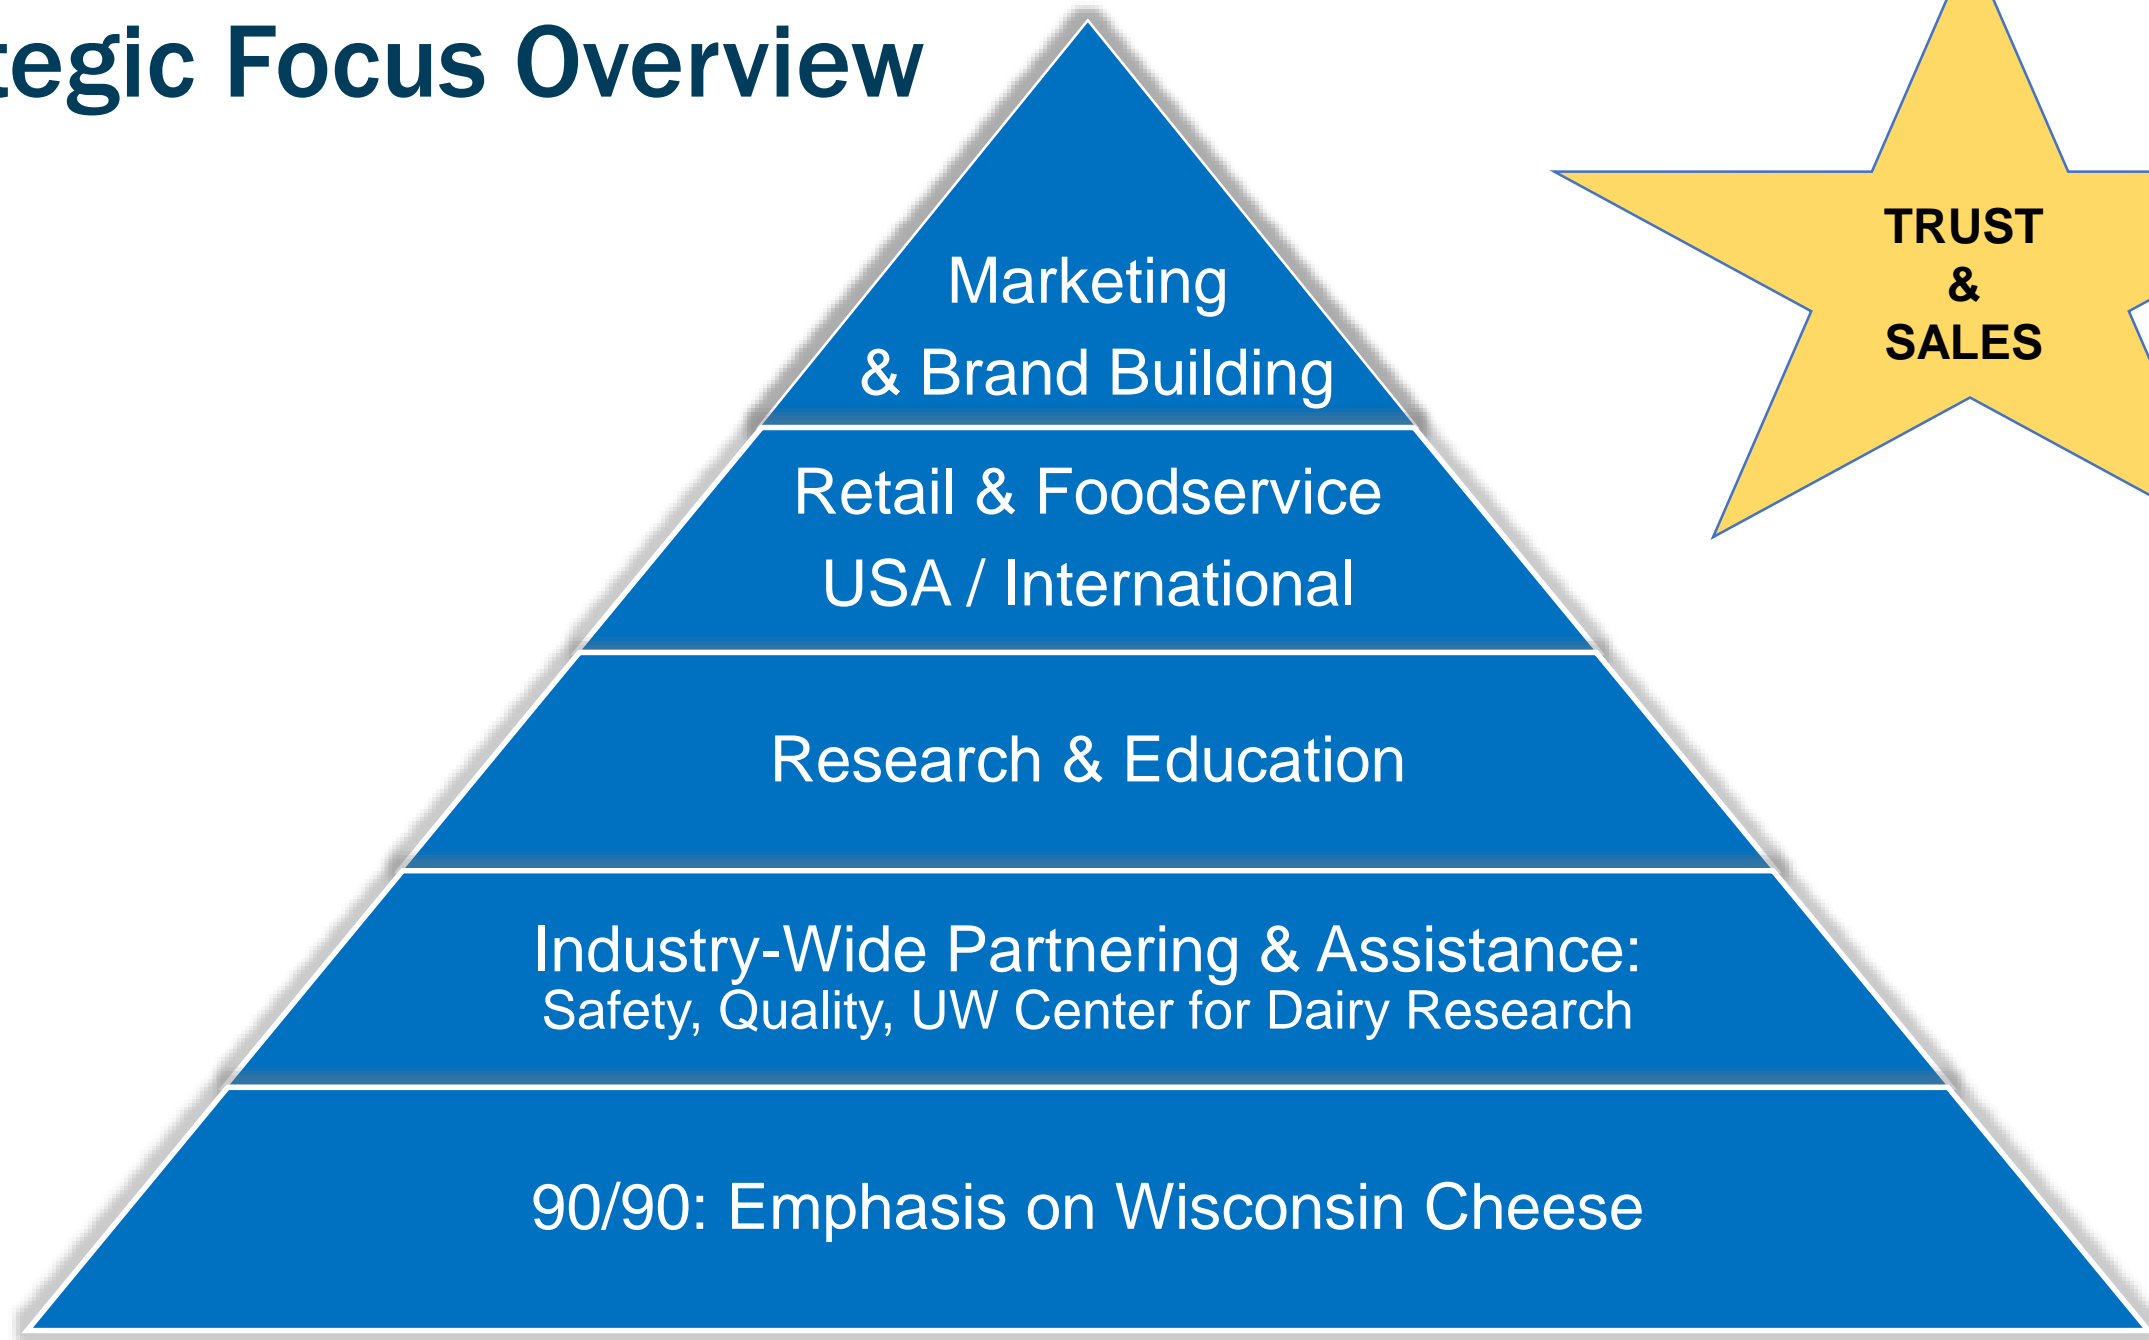 tegic Focus Overview
TRUST
&
SALES
Marketing
& Brand Building
Retail & Foodservice
USA / International
Research & Education
Industry-Wide Partnering & Assistance:
Safety, Quality, UW Center for Dairy Research
90/90: Emphasis on Wisconsin Cheese